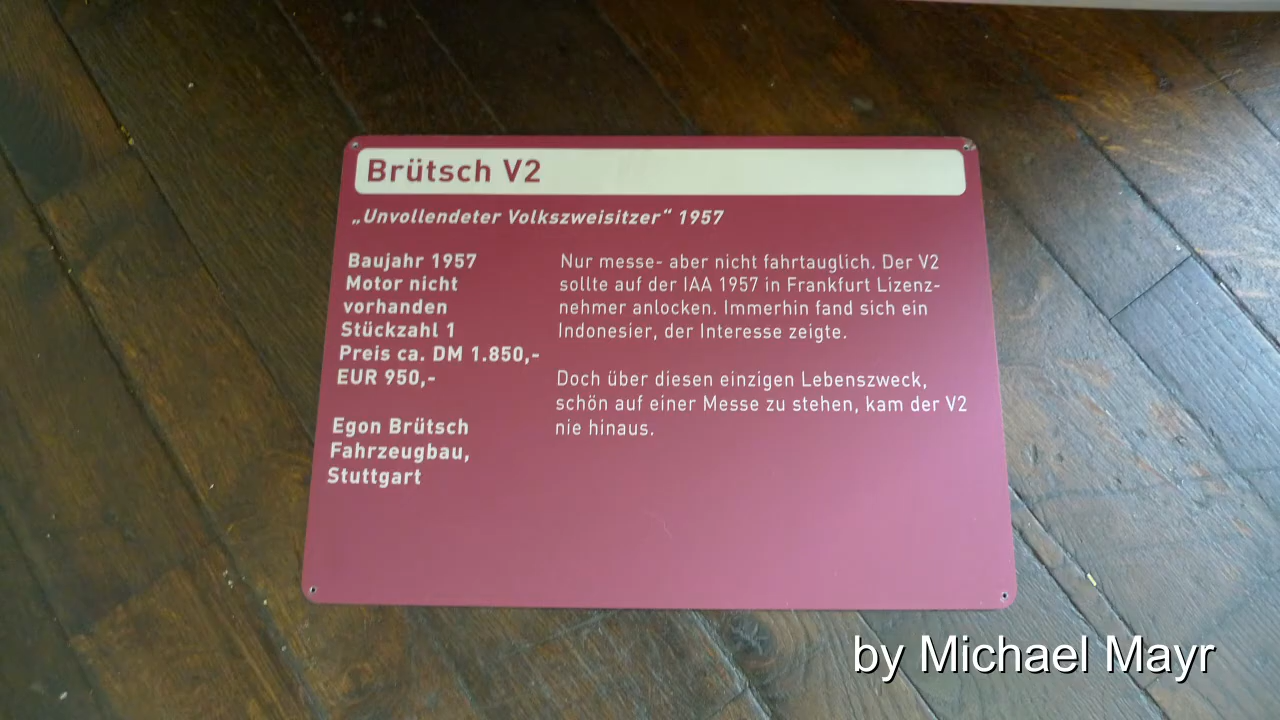 Brütsch V2
„Unvollendeter Volkszweisitzer“ 1957
Baujahr 1957
Motor nicht
vorhanden
Stückzahl 1
Preis ca. DM 1.850,-
EUR 950,-
Egon Brütsch
Fahrzeugbau,
Stuttgart
Nur messe- aber nicht fahrtauglich. Der V2
sollte auf der IAA 1957 in Frankfurt Lizenz-
nehmer anlocken. Immerhin fand sich ein
Indonesier, der Interesse zeigte.
Doch über diesen einzigen Lebenszweck,
schön auf einer Messe zu stehen, kam der V2
nie hinaus.
by Michael Mayr